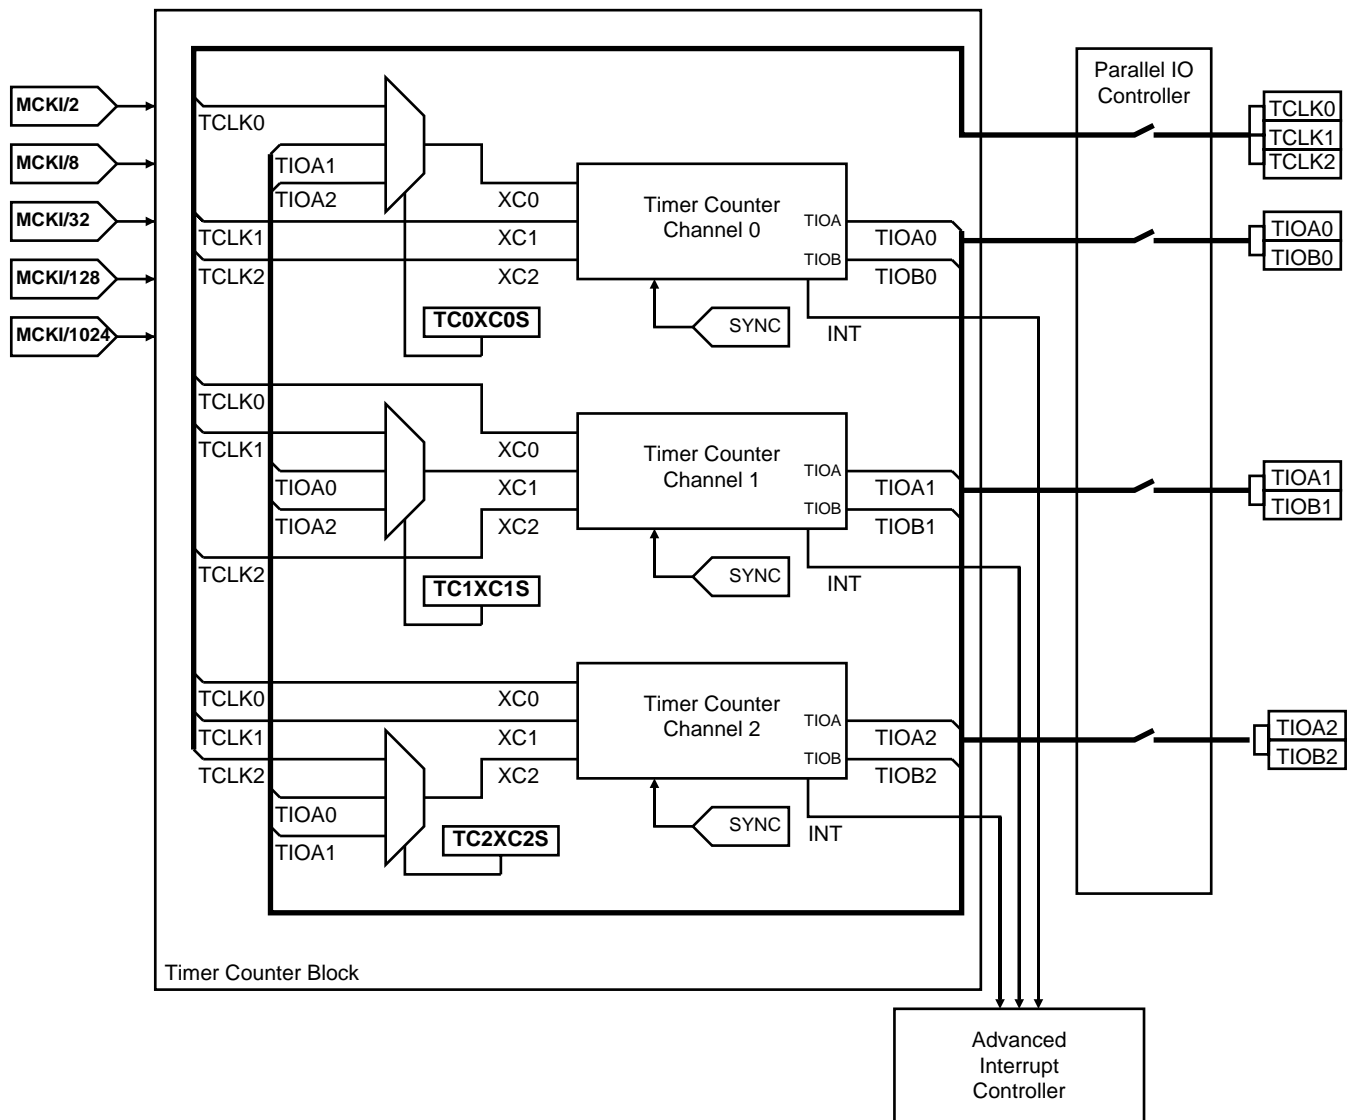 Parallel IO
Controller
MCKI/2
MCKI/8
MCKI/32
MCKI/128
MCKI/1024
TCLK0
TIOA1
TIOA2
TCLK1
TCLK2
XC0
XC1
XC2
Timer Counter
Channel 0
TIOA
TIOB
TIOA0
TIOB0
TC0XC0S
SYNC
INT
TCLK0
TCLK1
TCLK2
TIOA0
TIOB0
TCLK0
TCLK1
TIOA0
TIOA2
TCLK2
XC0
XC1
XC2
Timer Counter
Channel 1
TIOA
TIOB
TIOA1
TIOB1
TC1XC1S
SYNC
INT
TIOA1
TIOB1
TCLK0
TCLK1
TCLK2
TIOA0
TIOA1
XC0
XC1
XC2
Timer Counter
Channel 2
TIOA
TIOB
TIOA2
TIOB2
TC2XC2S
SYNC
INT
TIOA2
TIOB2
Timer Counter Block
Advanced
Interrupt
Controller